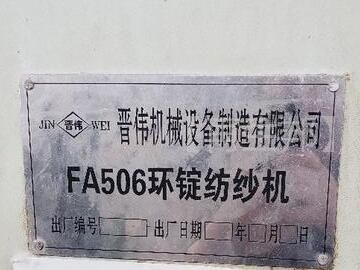 JIN 晋伟 WEI 晋伟机械设备制造有限公司
FA506环锭纺纱机
出厂编号 出厂日期 年 月 日